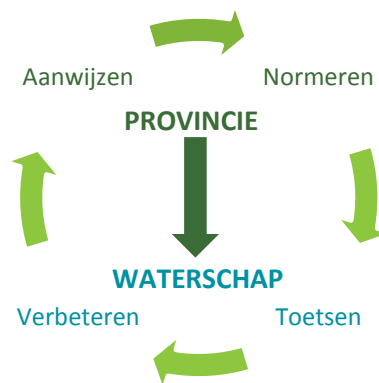 Aanwijzen
Normeren
PROVINCIE
WATERSCHAP
Verbeteren
Toetsen